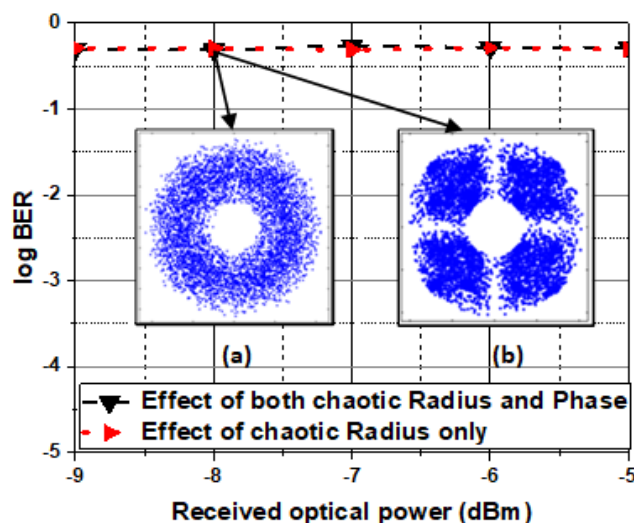 0
-1
-2
-3
-4
-5
log BER
(a)
(b)
Effect of both chaotic Radius and Phase
Effect of chaotic Radius only
-9
-8
-7
-6
-5
Received optical power (dBm)